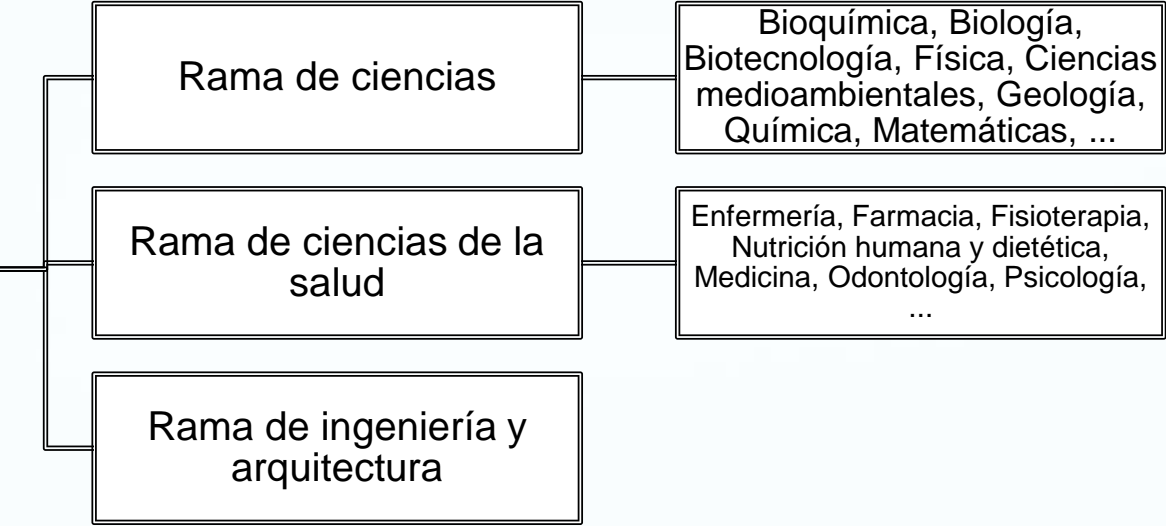 Rama de ciencias
Bioquímica, Biología,
Biotecnología, Física, Ciencias
medioambientales, Geología,
Química, Matemáticas, ...
Rama de ciencias de la
salud
Enfermería, Farmacia, Fisioterapia,
Nutrición humana y dietética,
Medicina, Odontología, Psicología,
...
Rama de ingeniería y
arquitectura